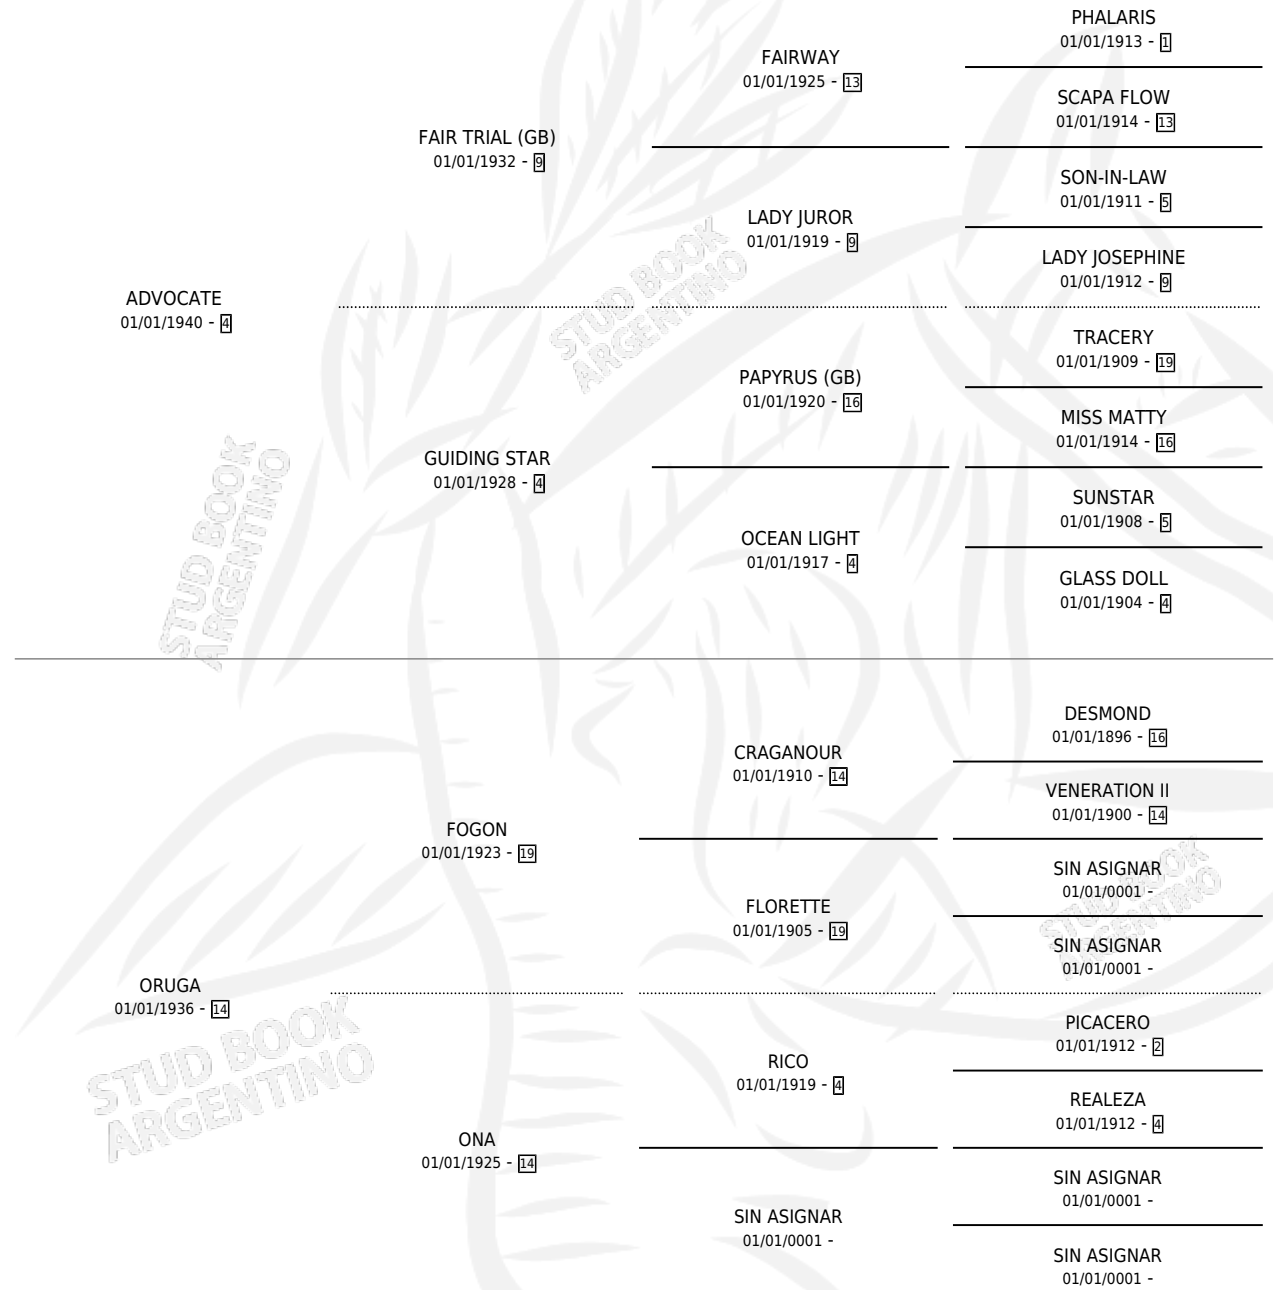 PHALARIS
01/01/1913 - 1
FAIRWAY
01/01/1925 - 13
SCAPA FLOW
01/01/1914 - 13
FAIR TRIAL (GB)
01/01/1932 - 9
SON-IN-LAW
01/01/1911 - 5
LADY JUROR
01/01/1919 - 9
LADY JOSEPHINE
01/01/1912 - 9
ADVOCATE
01/01/1940 - 4
TRACERY
01/01/1909 - 19
PAPYRUS (GB)
01/01/1920 - 16
MISS MATTY
01/01/1914 - 16
GUIDING STAR
01/01/1928 - 4
SUNSTAR
01/01/1908 - 5
OCEAN LIGHT
01/01/1917 - 4
GLASS DOLL
01/01/1904 - 4
DESMOND
01/01/1896 - 16
CRAGANOUR
01/01/1910 - 14
VENERATION II
01/01/1900 - 14
FOGON
01/01/1923 - 19
SIN ASIGNAR
01/01/0001 -
FLORETTE
01/01/1905 - 19
SIN ASIGNAR
01/01/0001 -
ORUGA
01/01/1936 - 14
PICACERO
01/01/1912 - 2
RICO
01/01/1919 - 4
REALEZA
01/01/1912 - 4
ONA
01/01/1925 - 14
SIN ASIGNAR
01/01/0001 -
SIN ASIGNAR
01/01/0001 -
SIN ASIGNAR
01/01/0001 -
STUD BOOK
ARGENTINO
STUD BOOK
ARGENTINO
STUD BOOK
ARGENTINO
STUD BOOK
ARGENTINO